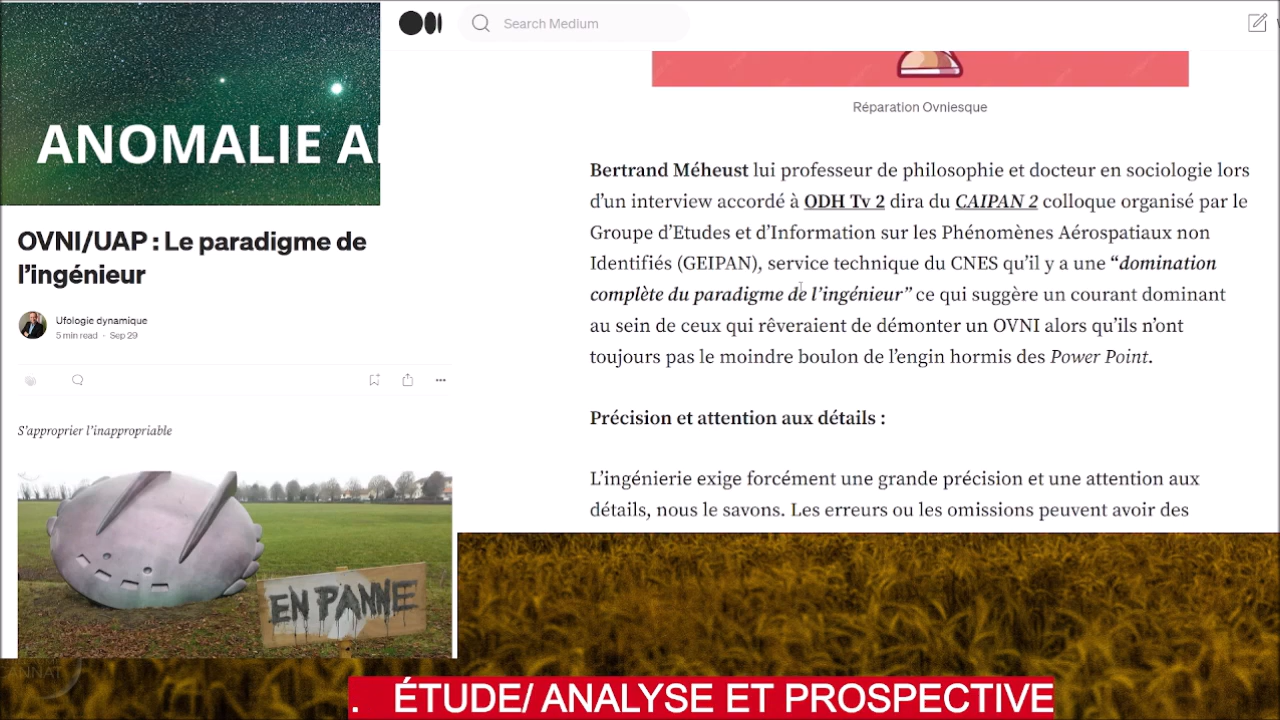 ANOMALIE
OVNI/UAP : Le paradigme de
l’ingénieur
Ufologie dynamique
5 min read · Sep 29
S’approprier l’inappropriable
EN PANNE
ANNAT
Search Medium
Réparation Ovniesque
Bertrand Méheust lui professeur de philosophie et docteur en sociologie lors
d’un interview accordé à ODH Tv 2 dira du CAIPAN 2 colloque organisé par le
Groupe d’Etudes et d’Information sur les Phénomènes Aérospatiaux non
Identifiés (GEIPAN), service technique du CNES qu’il y a une “domination
complète du paradigme de l’ingénieur” ce qui suggère un courant dominant
au sein de ceux qui rêveraient de démonter un OVNI alors qu’ils n’ont
toujours pas le moindre boulon de l’engin hormis des Power Point.
Précision et attention aux détails :
L’ingénierie exige forcément une grande précision et une attention aux
détails, nous le savons. Les erreurs ou les omissions peuvent avoir des
. ÉTUDE/ ANALYSE ET PROSPECTIVE